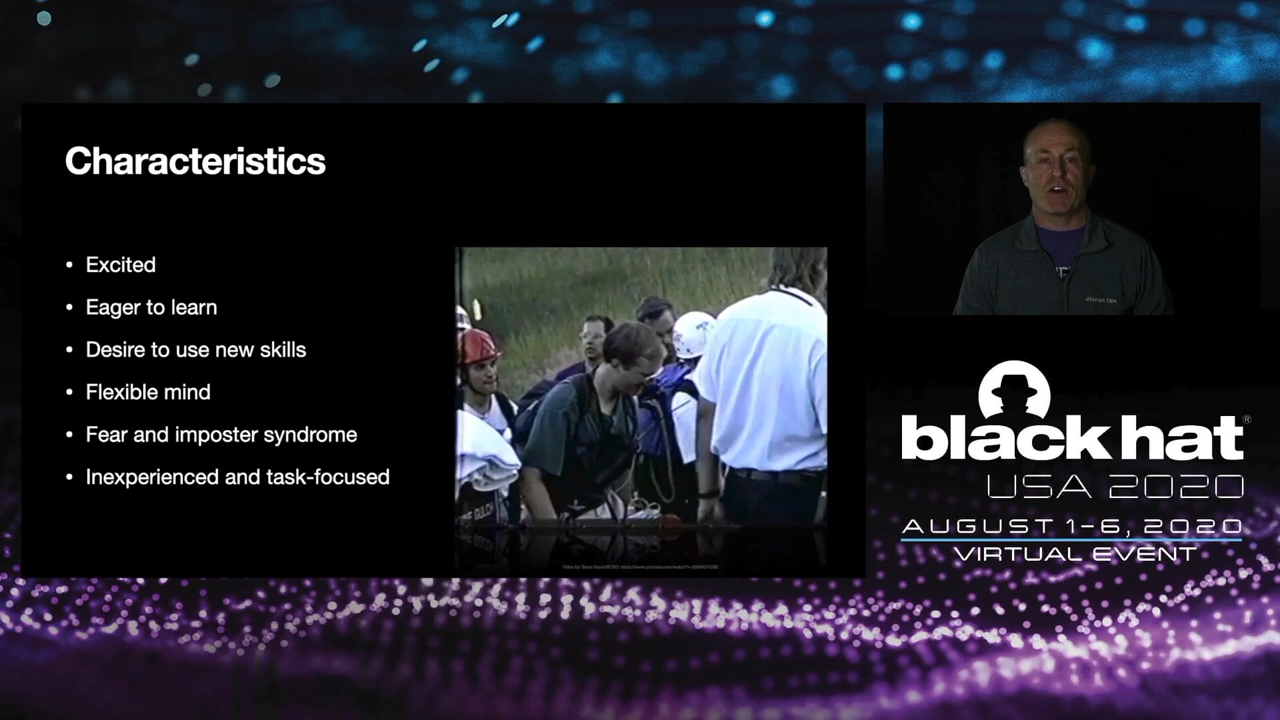 Characteristics
• Excited
• Eager to learn
• Desire to use new skills
• Flexible mind
• Fear and imposter syndrome
• Inexperienced and task-focused
black hat®
USA 2020
AUGUST 1-6, 2020
VIRTUAL EVENT